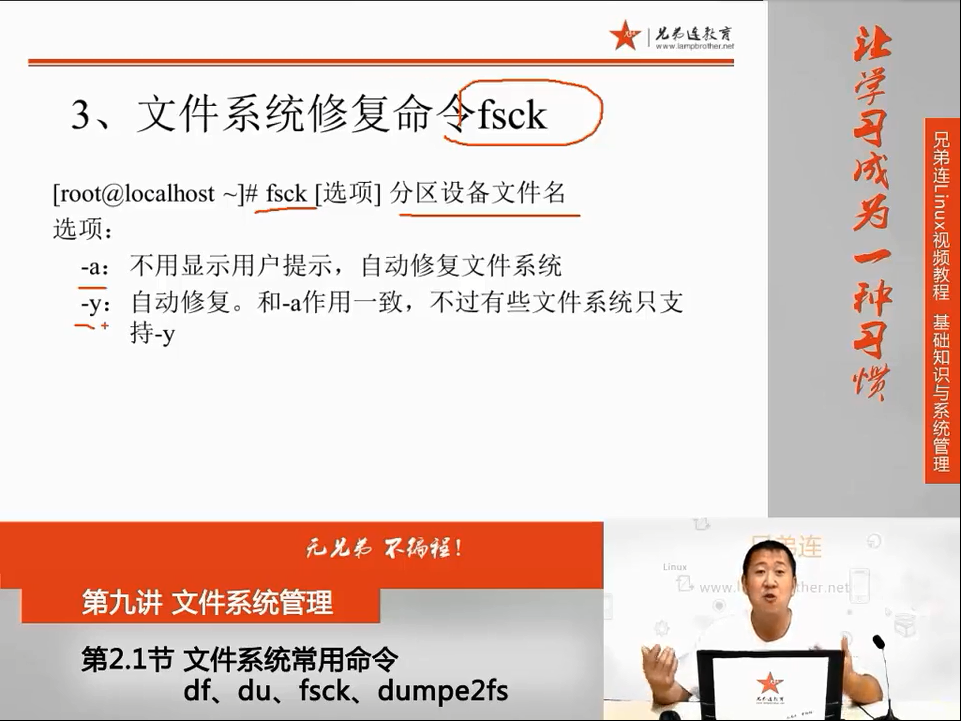 兄弟连教育
www.lampbrother.net
3、文件系统修复命令fsck
[root@localhost ~]# fsck [选项] 分区设备文件名
选项：
-a： 不用显示用户提示，自动修复文件系统
-y： 自动修复。和-a作用一致，不过有些文件系统只支
持-y
让学习成为一种习惯
兄弟连Linux视频教程 基础知识与系统管理
无兄弟 不编程！
第九讲 文件系统管理
第2.1节 文件系统常用命令
df、du、fsck、dumpe2fs
兄弟连
Linux
兄弟连教育